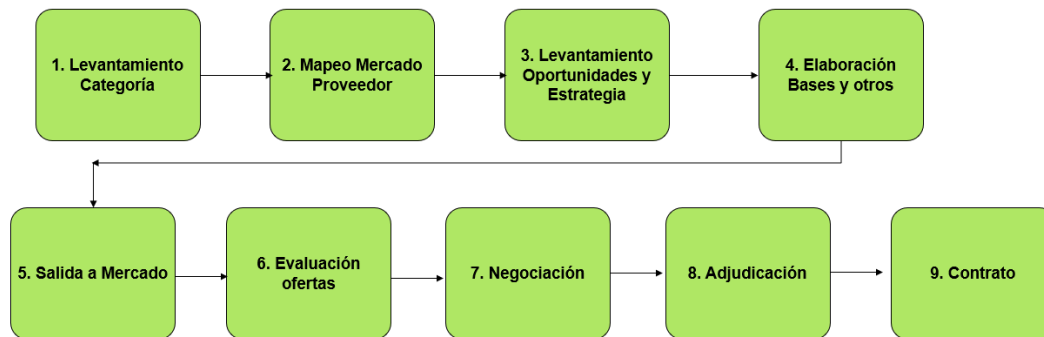 1. Levantamiento
Categoría
2. Mapeo Mercado
Proveedor
3. Levantamiento
Oportunidades y
Estrategia
4. Elaboración
Bases y otros
5. Salida a Mercado
6. Evaluación
ofertas
7. Negociación
8. Adjudicación
9. Contrato